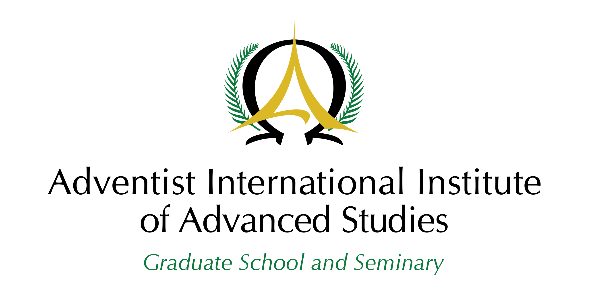 Adventist International Institute
of Advanced Studies
Graduate School and Seminary